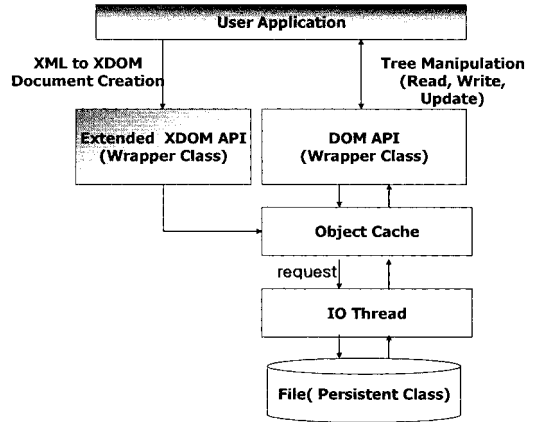 User Application
XML to XDOM
Document Creation
Tree Manipulation
(Read, Write,
Update)
Extended XDOM API
(Wrapper Class)
DOM API
(Wrapper Class)
Object Cache
request
IO Thread
File( Persistent Class)